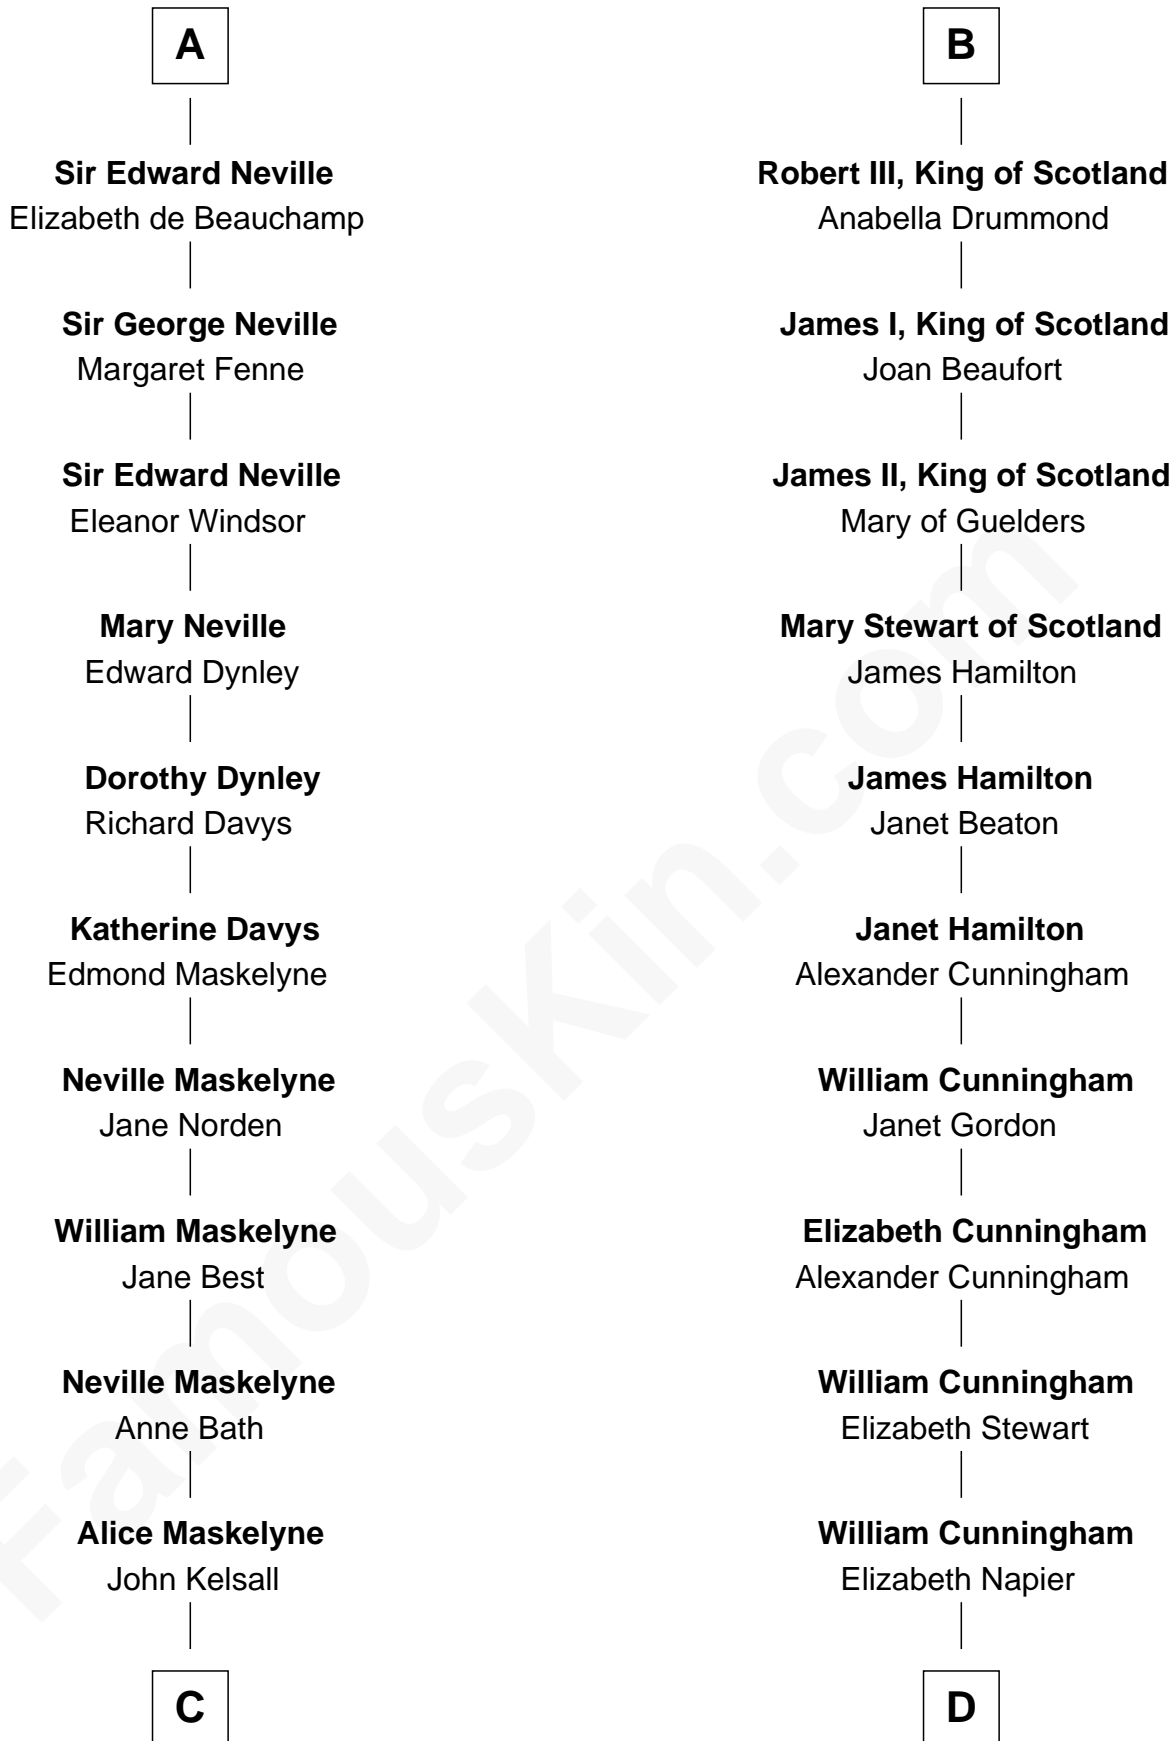 A
Sir Edward Neville
Elizabeth de Beauchamp
Sir George Neville
Margaret Fenne
Sir Edward Neville
Eleanor Windsor
Mary Neville
Edward Dynley
Dorothy Dynley
Richard Davys
Katherine Davys
Edmond Maskelyne
Neville Maskelyne
Jane Norden
William Maskelyne
Jane Best
Neville Maskelyne
Anne Bath
Alice Maskelyne
John Kelsall
C
B
Robert III, King of Scotland
Anabella Drummond
James I, King of Scotland
Joan Beaufort
James II, King of Scotland
Mary of Guelders
Mary Stewart of Scotland
James Hamilton
James Hamilton
Janet Beaton
Janet Hamilton
Alexander Cunningham
William Cunningham
Janet Gordon
Elizabeth Cunningham
Alexander Cunningham
William Cunningham
Elizabeth Stewart
William Cunningham
Elizabeth Napier
D
FamousKin.com